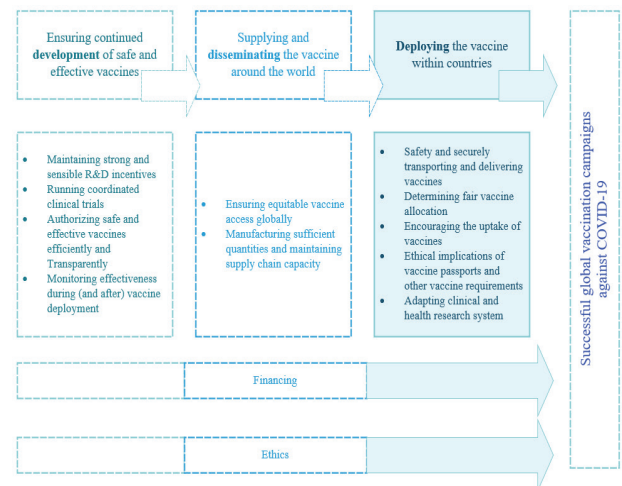 Ensuring continued
development of safe and
effective vaccines
Supplying and
disseminating the vaccine
around the world
Deploying the vaccine
within countries
• Maintaining strong and
sensible R&D incentives
• Running coordinated
clinical trials
• Authorizing safe and
effective vaccines
efficiently and
Transparently
• Monitoring effectiveness
during (and after) vaccine
deployment
• Ensuring equitable vaccine
access globally
• Manufacturing sufficient
quantities and maintaining
supply chain capacity
• Safety and securely
transporting and delivering
vaccines
• Determining fair vaccine
allocation
• Encouraging the uptake of
vaccines
• Ethical implications of
vaccine passports and
other vaccine requirements
• Adapting clinical and
health research system
Financing
Ethics
Successful global vaccination campaigns
against COVID-19